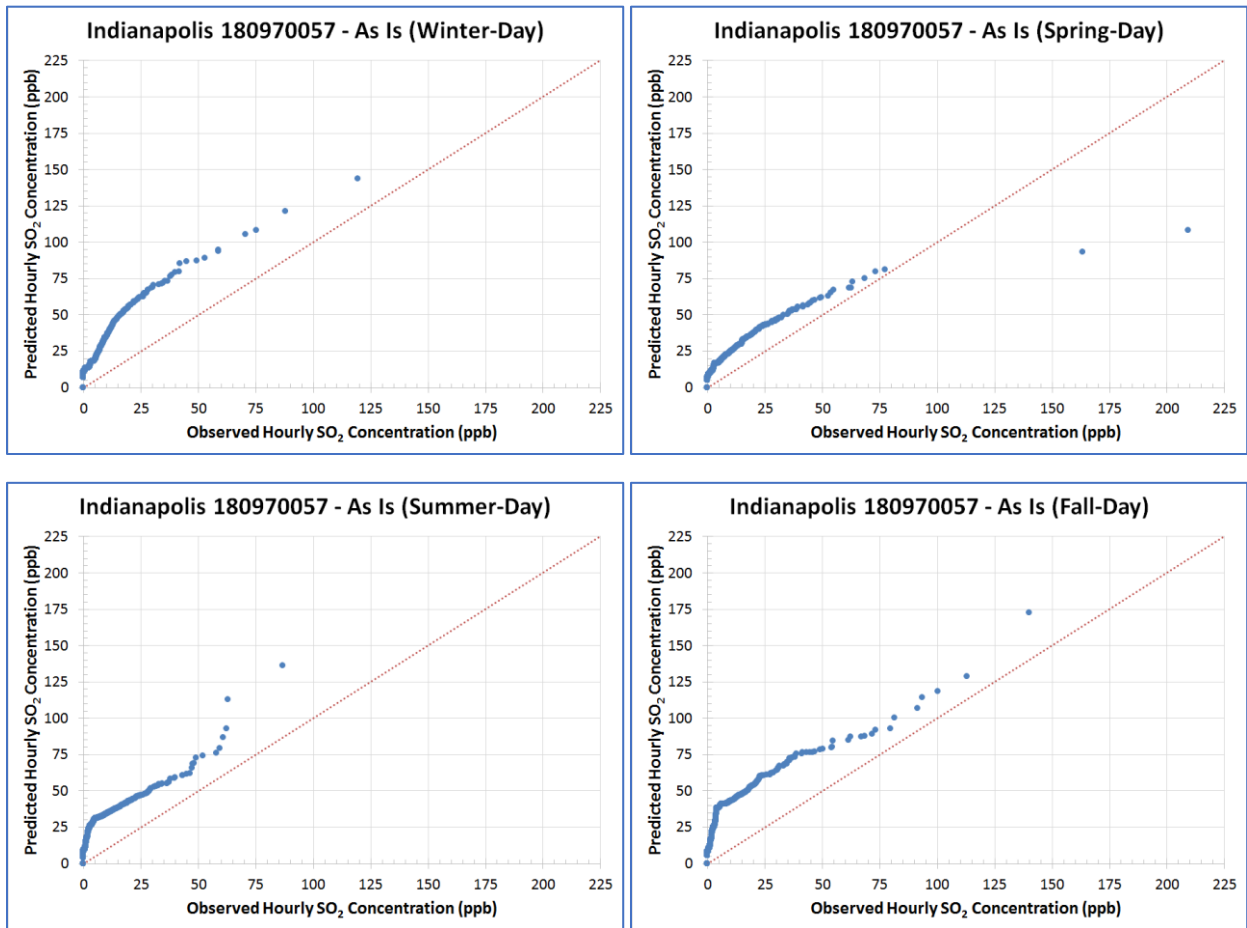 Indianapolis 180970057 - As Is (Winter-Day)
Predicted Hourly SO₂ Concentration (ppb)
225
200
175
150
125
100
75
50
25
0
0 25 50 75 100 125 150 175 200 225
Observed Hourly SO₂ Concentration (ppb)
Indianapolis 180970057 - As Is (Spring-Day)
Predicted Hourly SO₂ Concentration (ppb)
225
200
175
150
125
100
75
50
25
0
0 25 50 75 100 125 150 175 200 225
Observed Hourly SO₂ Concentration (ppb)
Indianapolis 180970057 - As Is (Summer-Day)
Predicted Hourly SO₂ Concentration (ppb)
225
200
175
150
125
100
75
50
25
0
0 25 50 75 100 125 150 175 200 225
Observed Hourly SO₂ Concentration (ppb)
Indianapolis 180970057 - As Is (Fall-Day)
Predicted Hourly SO₂ Concentration (ppb)
225
200
175
150
125
100
75
50
25
0
0 25 50 75 100 125 150 175 200 225
Observed Hourly SO₂ Concentration (ppb)